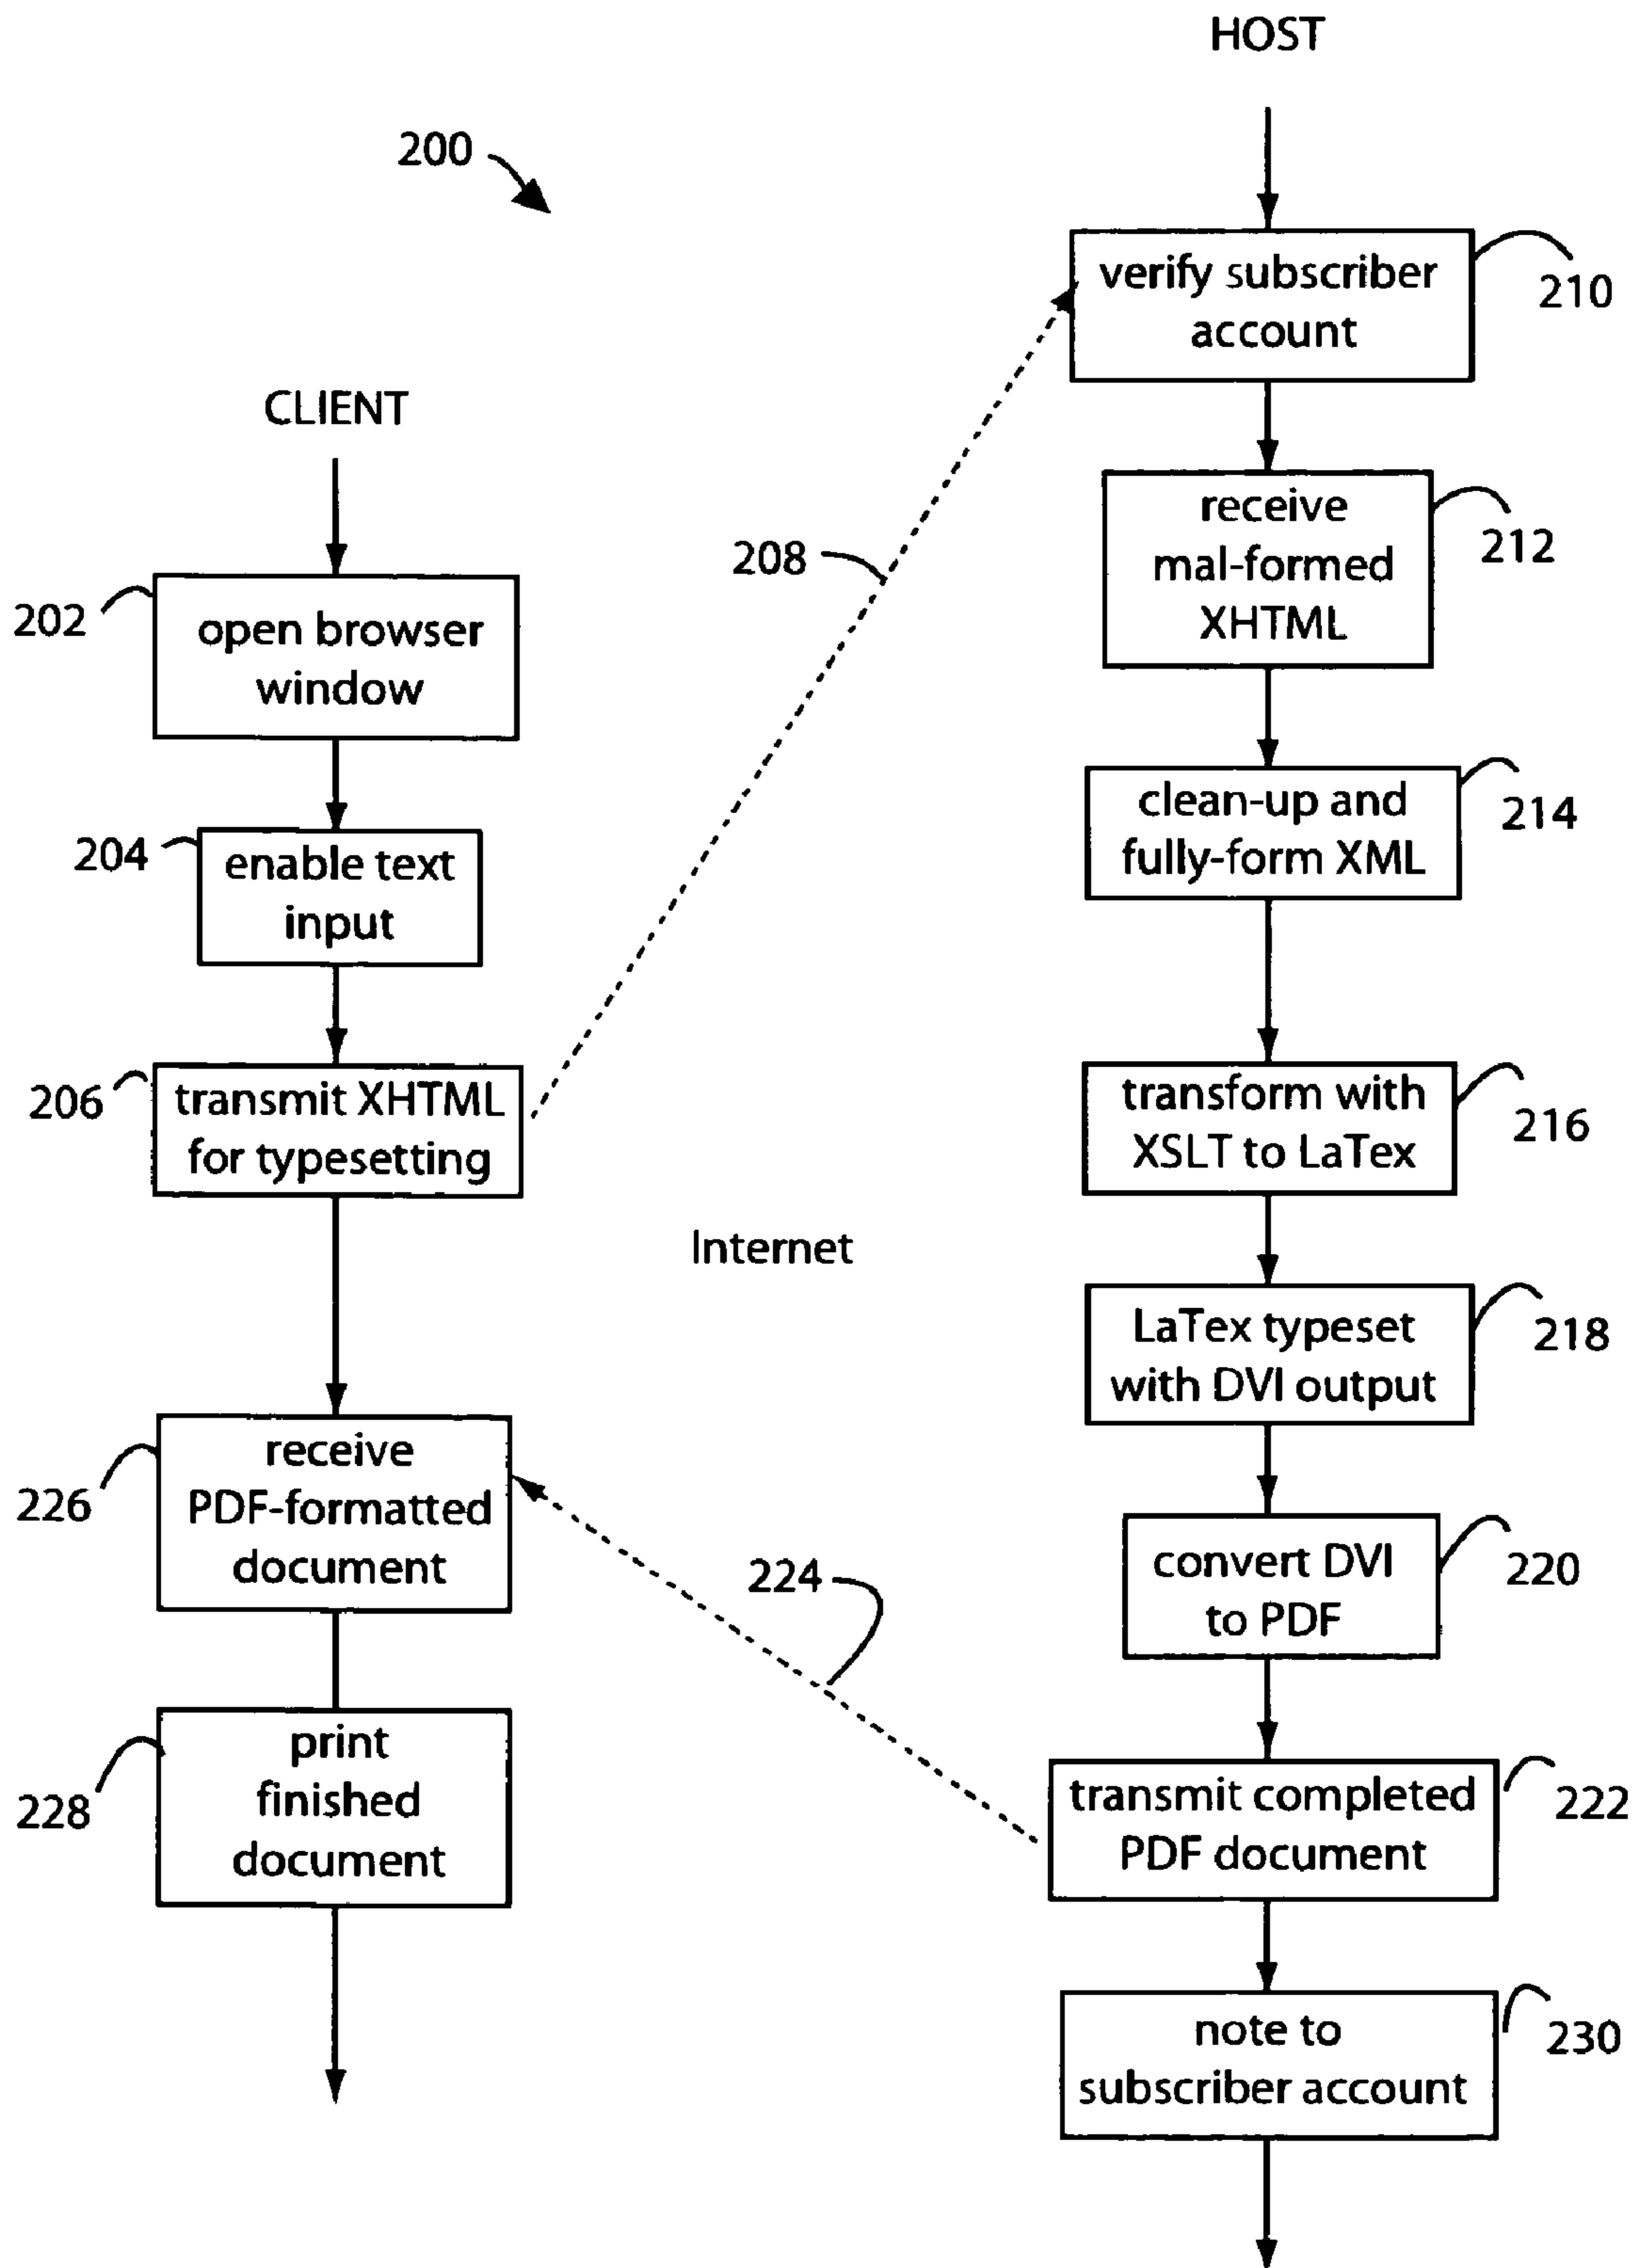 HOST
200
verify subscriber
account
210
CLIENT
receive
mal-formed
XHTML
212
208
202
open browser
window
clean-up and
fully-form XML
214
204
enable text
input
206
transmit XHTML
for typesetting
transform with
XSLT to LaTex
216
Internet
LaTex typeset
with DVI output
218
226
receive
PDF-formatted
document
convert DVI
to PDF
220
224
228
print
finished
document
transmit completed
PDF document
222
note to
subscriber account
230